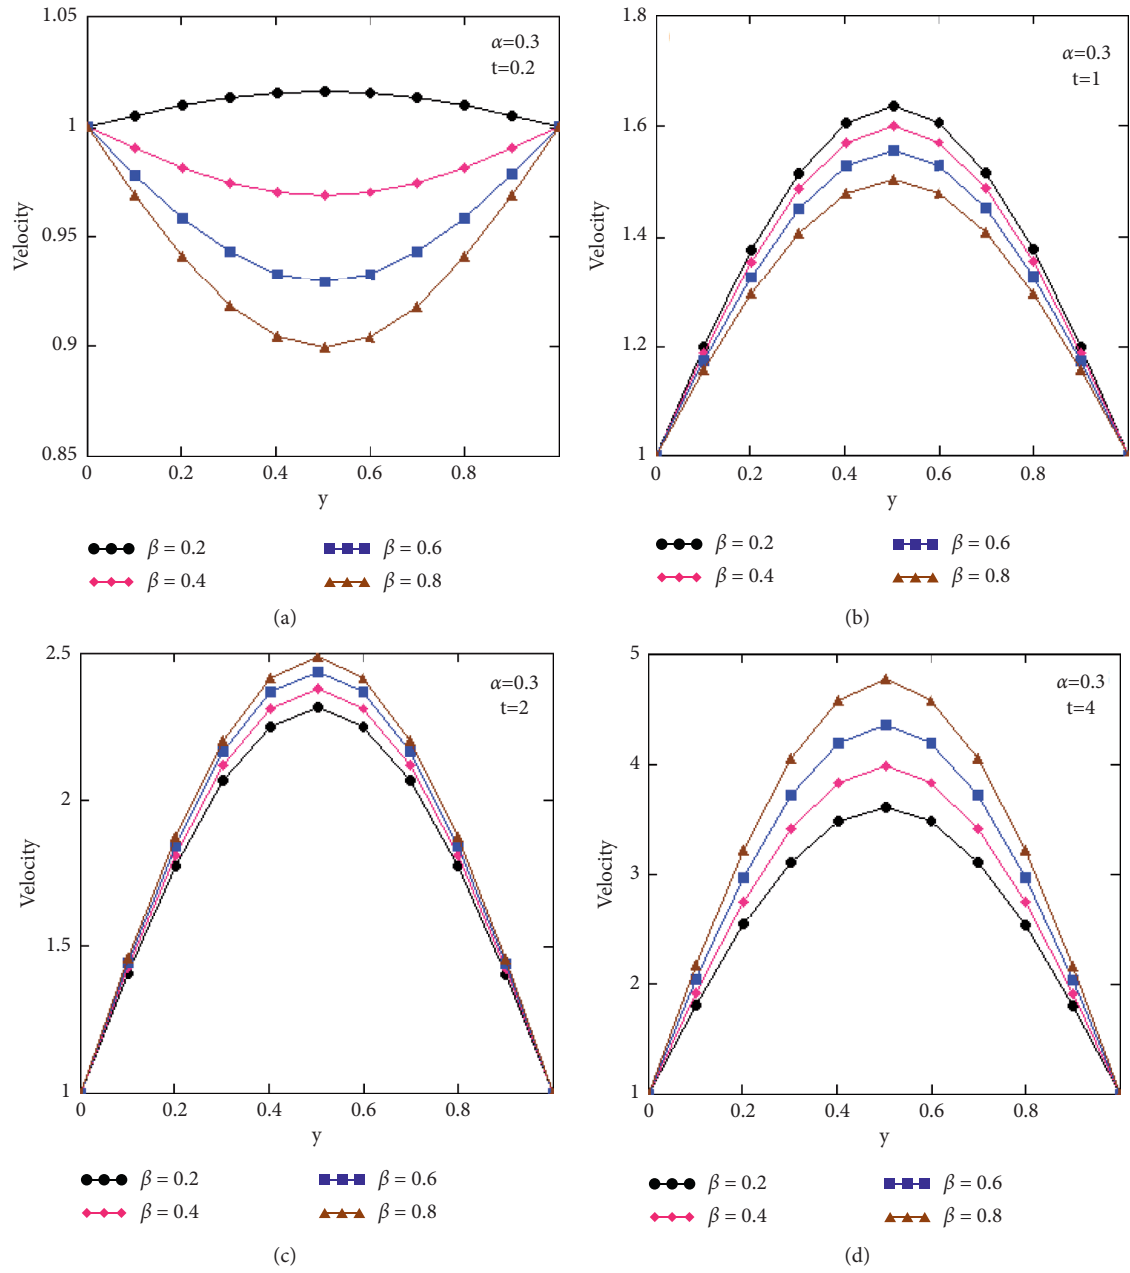 1.05
α=0.3
t=0.2
1
0.95
0.9
0.85
Velocity
0 0.2 0.4 0.6 0.8
y
β = 0.2 β = 0.6
β = 0.4 β = 0.8
(a)
1.8
α=0.3
t=1
1.6
1.4
1.2
1
Velocity
0 0.2 0.4 0.6 0.8
y
β = 0.2 β = 0.6
β = 0.4 β = 0.8
(b)
2.5
α=0.3
t=2
2
1.5
1
Velocity
0 0.2 0.4 0.6 0.8
y
β = 0.2 β = 0.6
β = 0.4 β = 0.8
(c)
5
α=0.3
t=4
4
3
2
1
Velocity
0 0.2 0.4 0.6 0.8
y
β = 0.2 β = 0.6
β = 0.4 β = 0.8
(d)